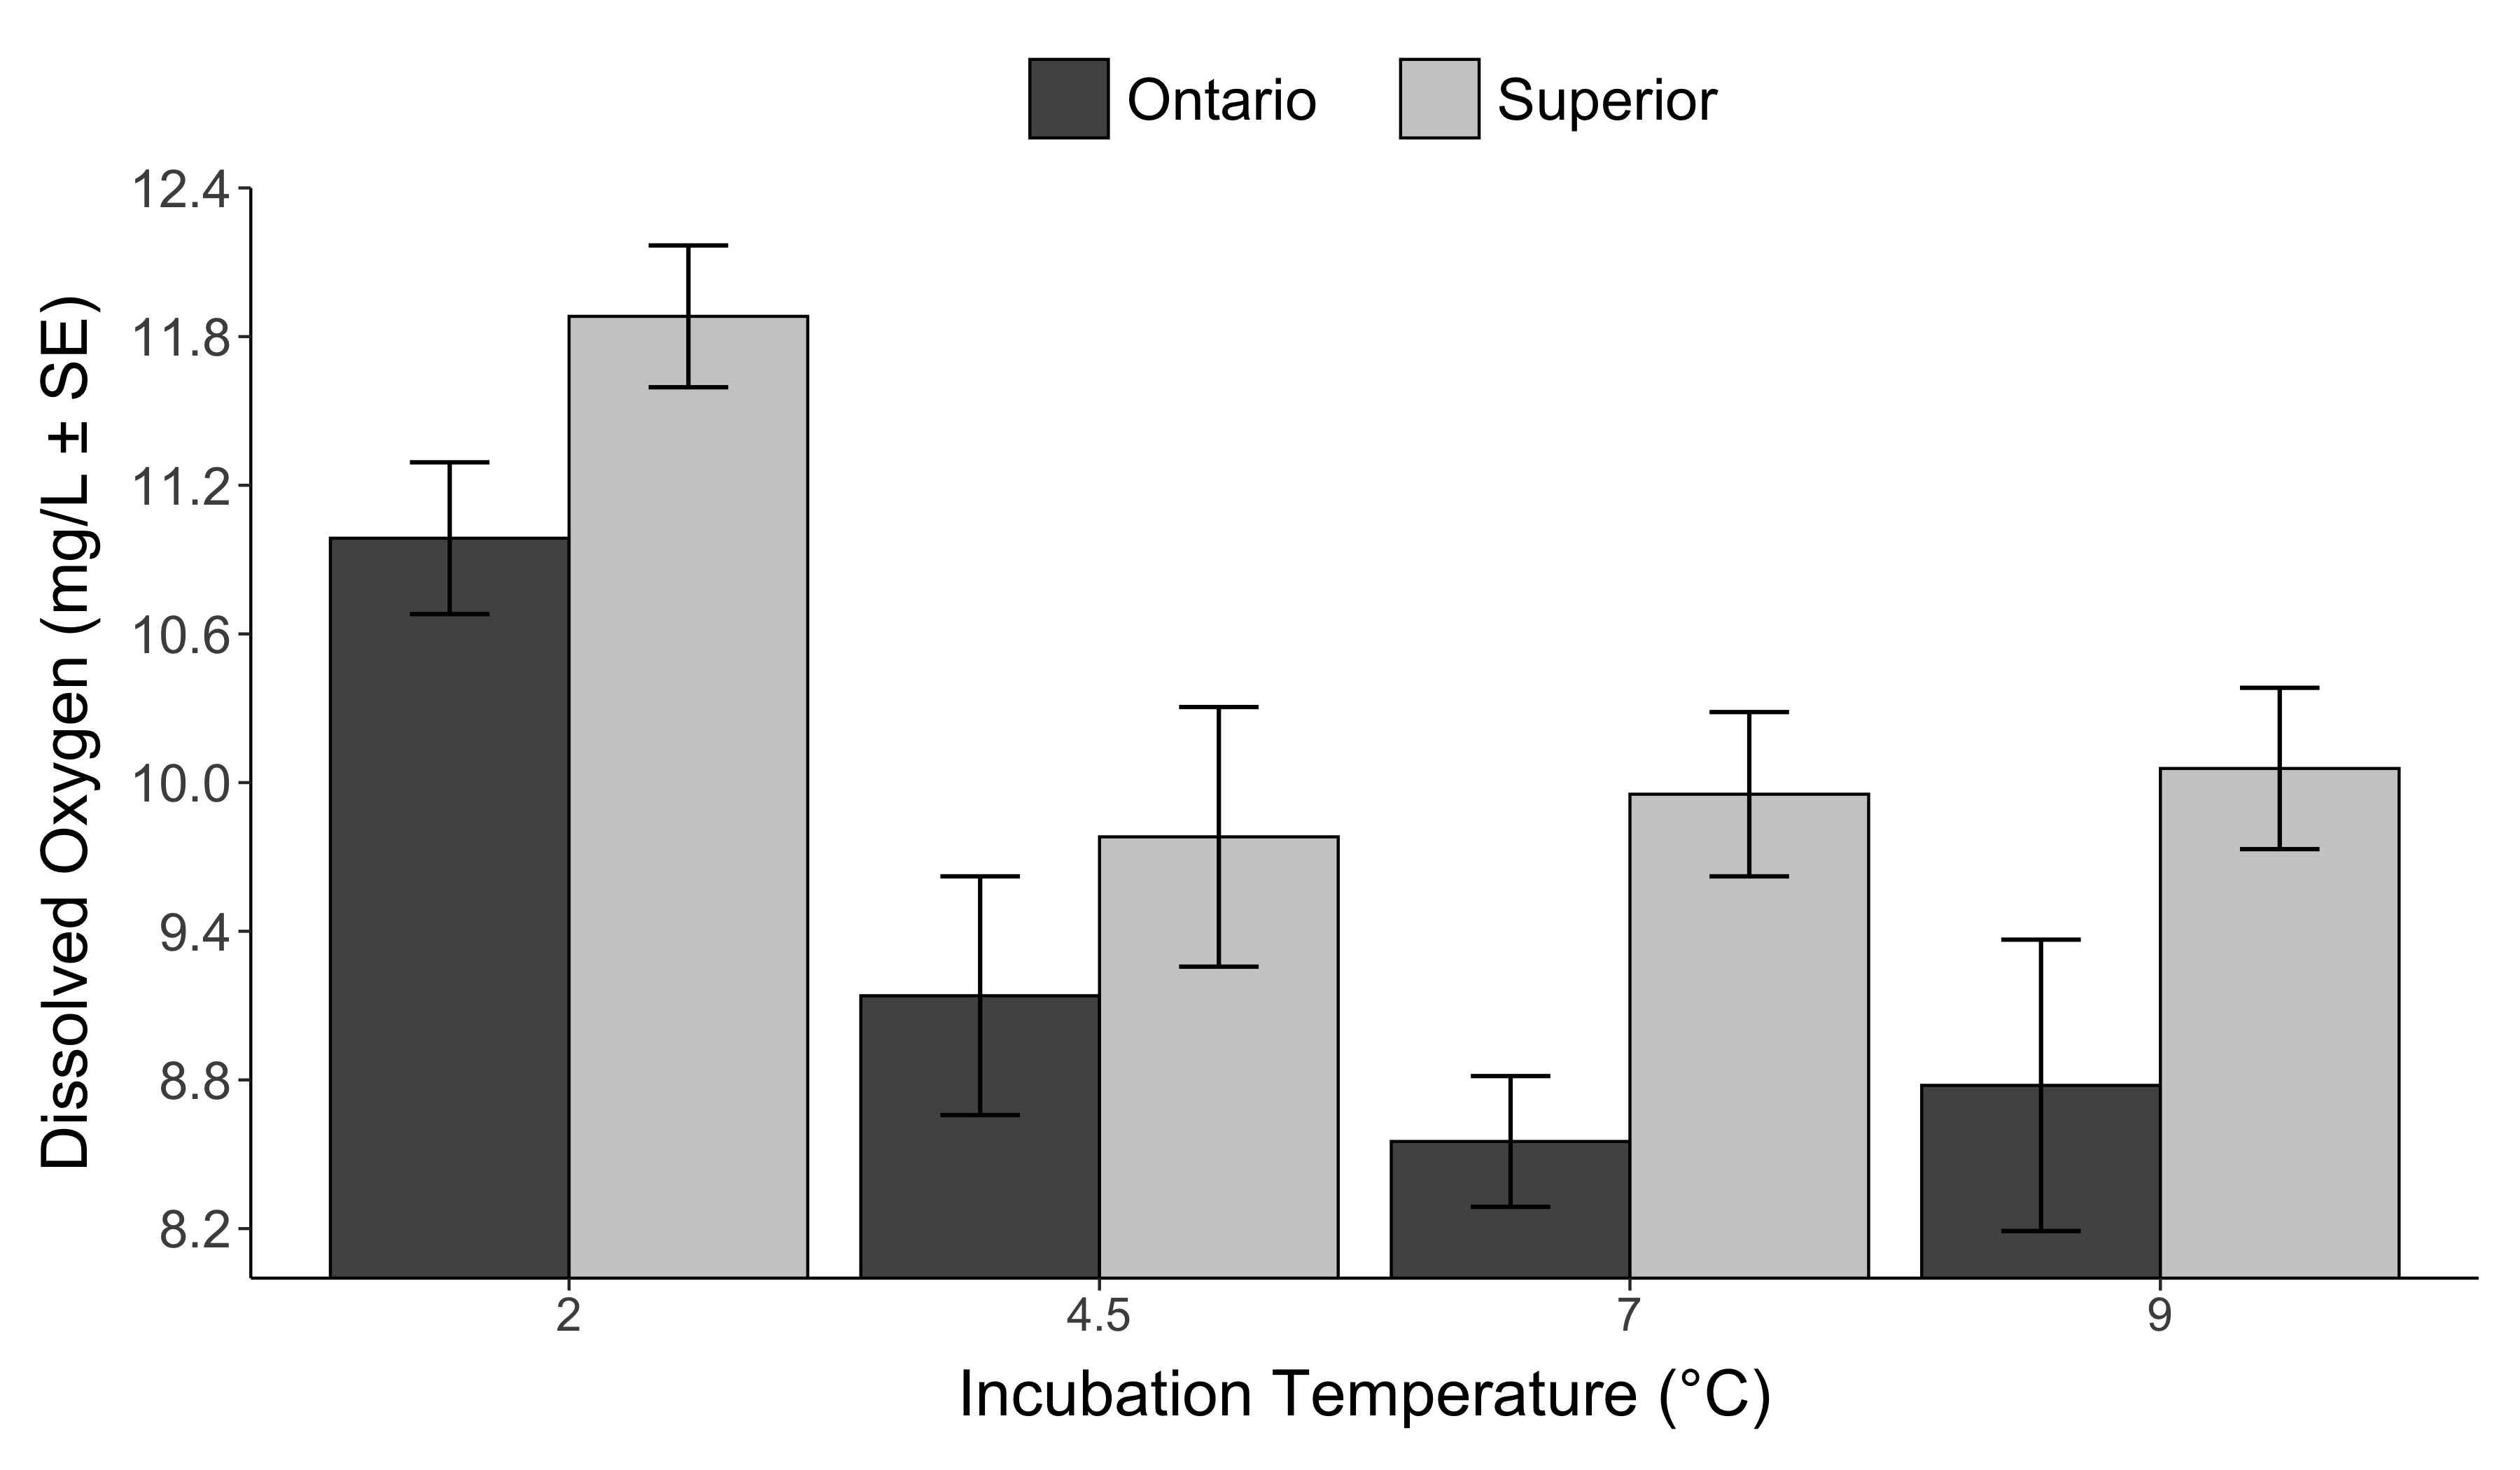 Ontario Superior
Dissolved Oxygen (mg/L ± SE)
12.4
11.8
11.2
10.6
10.0
9.4
8.8
8.2
2 4.5 7 9
Incubation Temperature (°C)